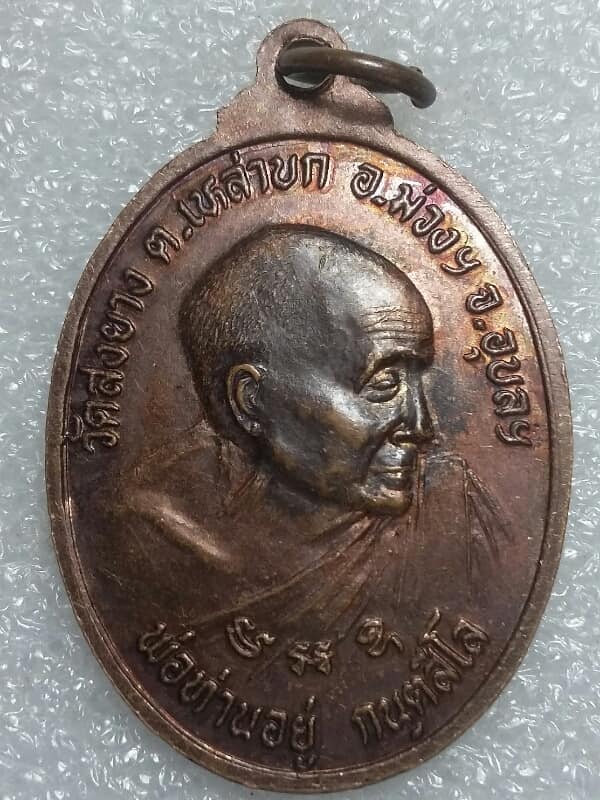 วัดสงยาง ต.เหล่าบก อ.ม่วงฯ จ.อุบลฯ
พ่อท่านอยู่ กนฺตสีโล